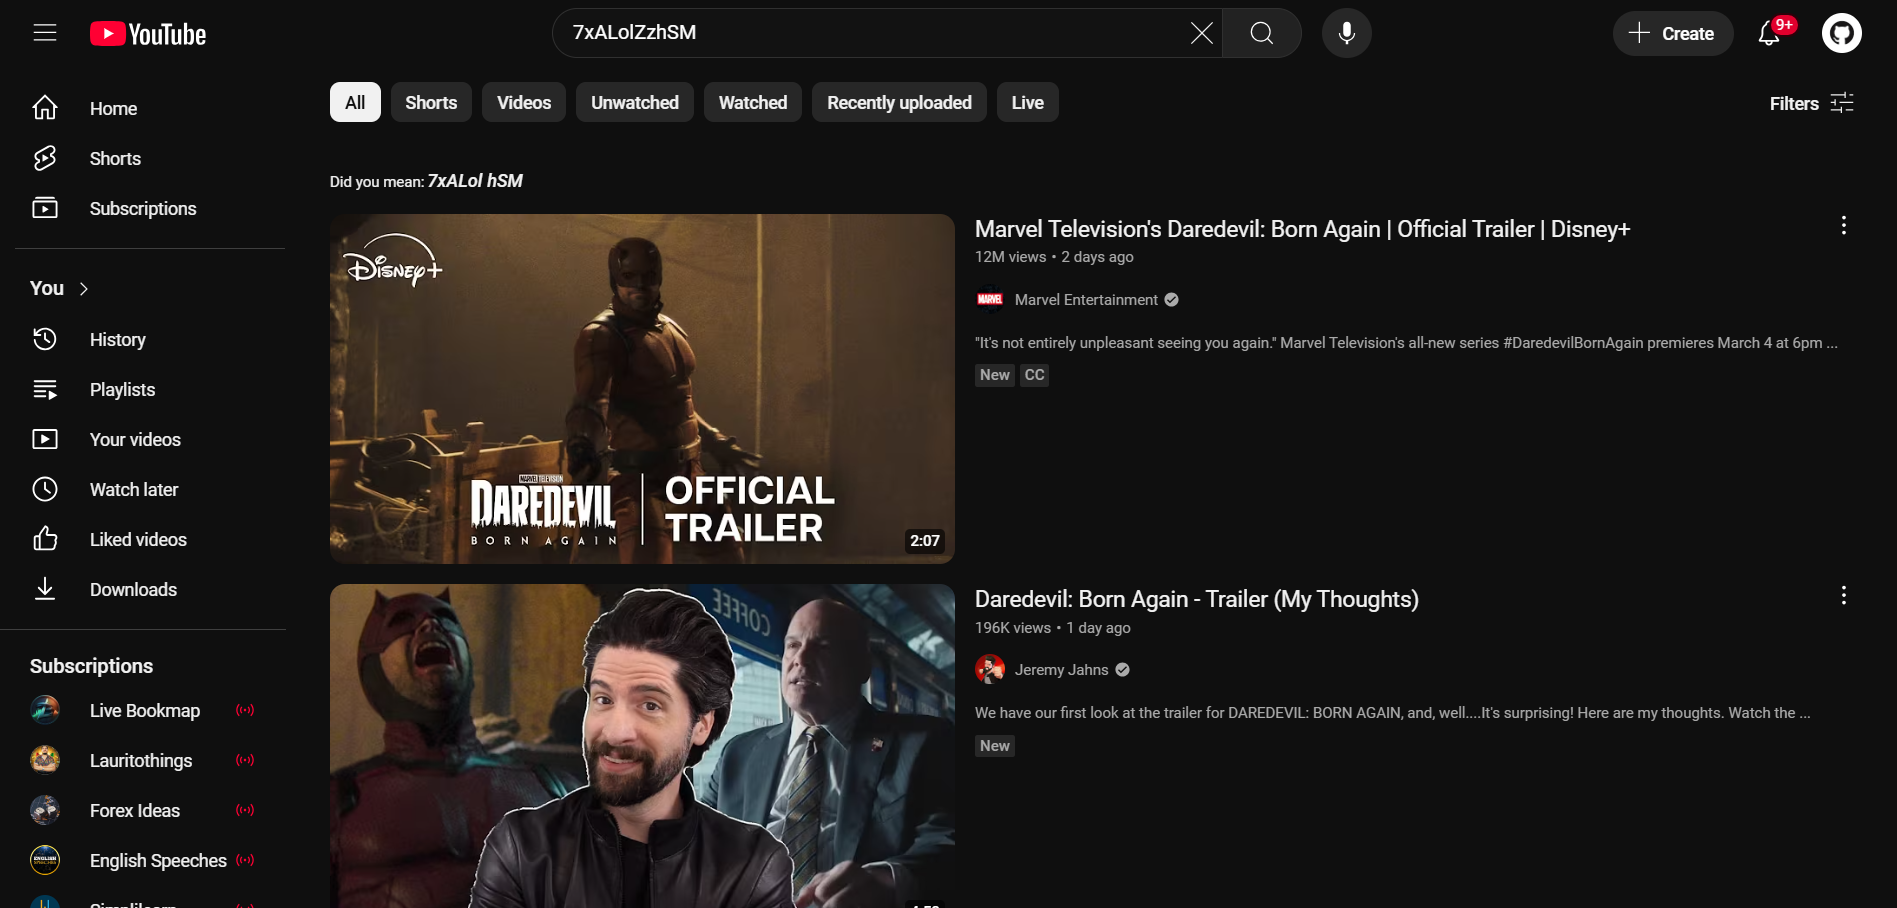 YouTube
7xALolZzhSM
Create
9+
Home
Shorts
Subscriptions
You
History
Playlists
Your videos
Watch later
Liked videos
Downloads
Subscriptions
Live Bookmap
Lauritothings
Forex Ideas
English Speeches
All
Shorts
Videos
Unwatched
Watched
Recently uploaded
Live
Filters
Did you mean: 7xALol hSM
Disney+
MARVEL TELEVISION
DAREDEVIL
BORN AGAIN
OFFICIAL
TRAILER
2:07
Marvel Television's Daredevil: Born Again | Official Trailer | Disney+
12M views • 2 days ago
MARVEL
Marvel Entertainment
"It's not entirely unpleasant seeing you again." Marvel Television's all-new series #DaredevilBornAgain premieres March 4 at 6pm ...
New
CC
COFFEE
Daredevil: Born Again - Trailer (My Thoughts)
196K views • 1 day ago
Jeremy Jahns
We have our first look at the trailer for DAREDEVIL: BORN AGAIN, and, well....It's surprising! Here are my thoughts. Watch the ...
New